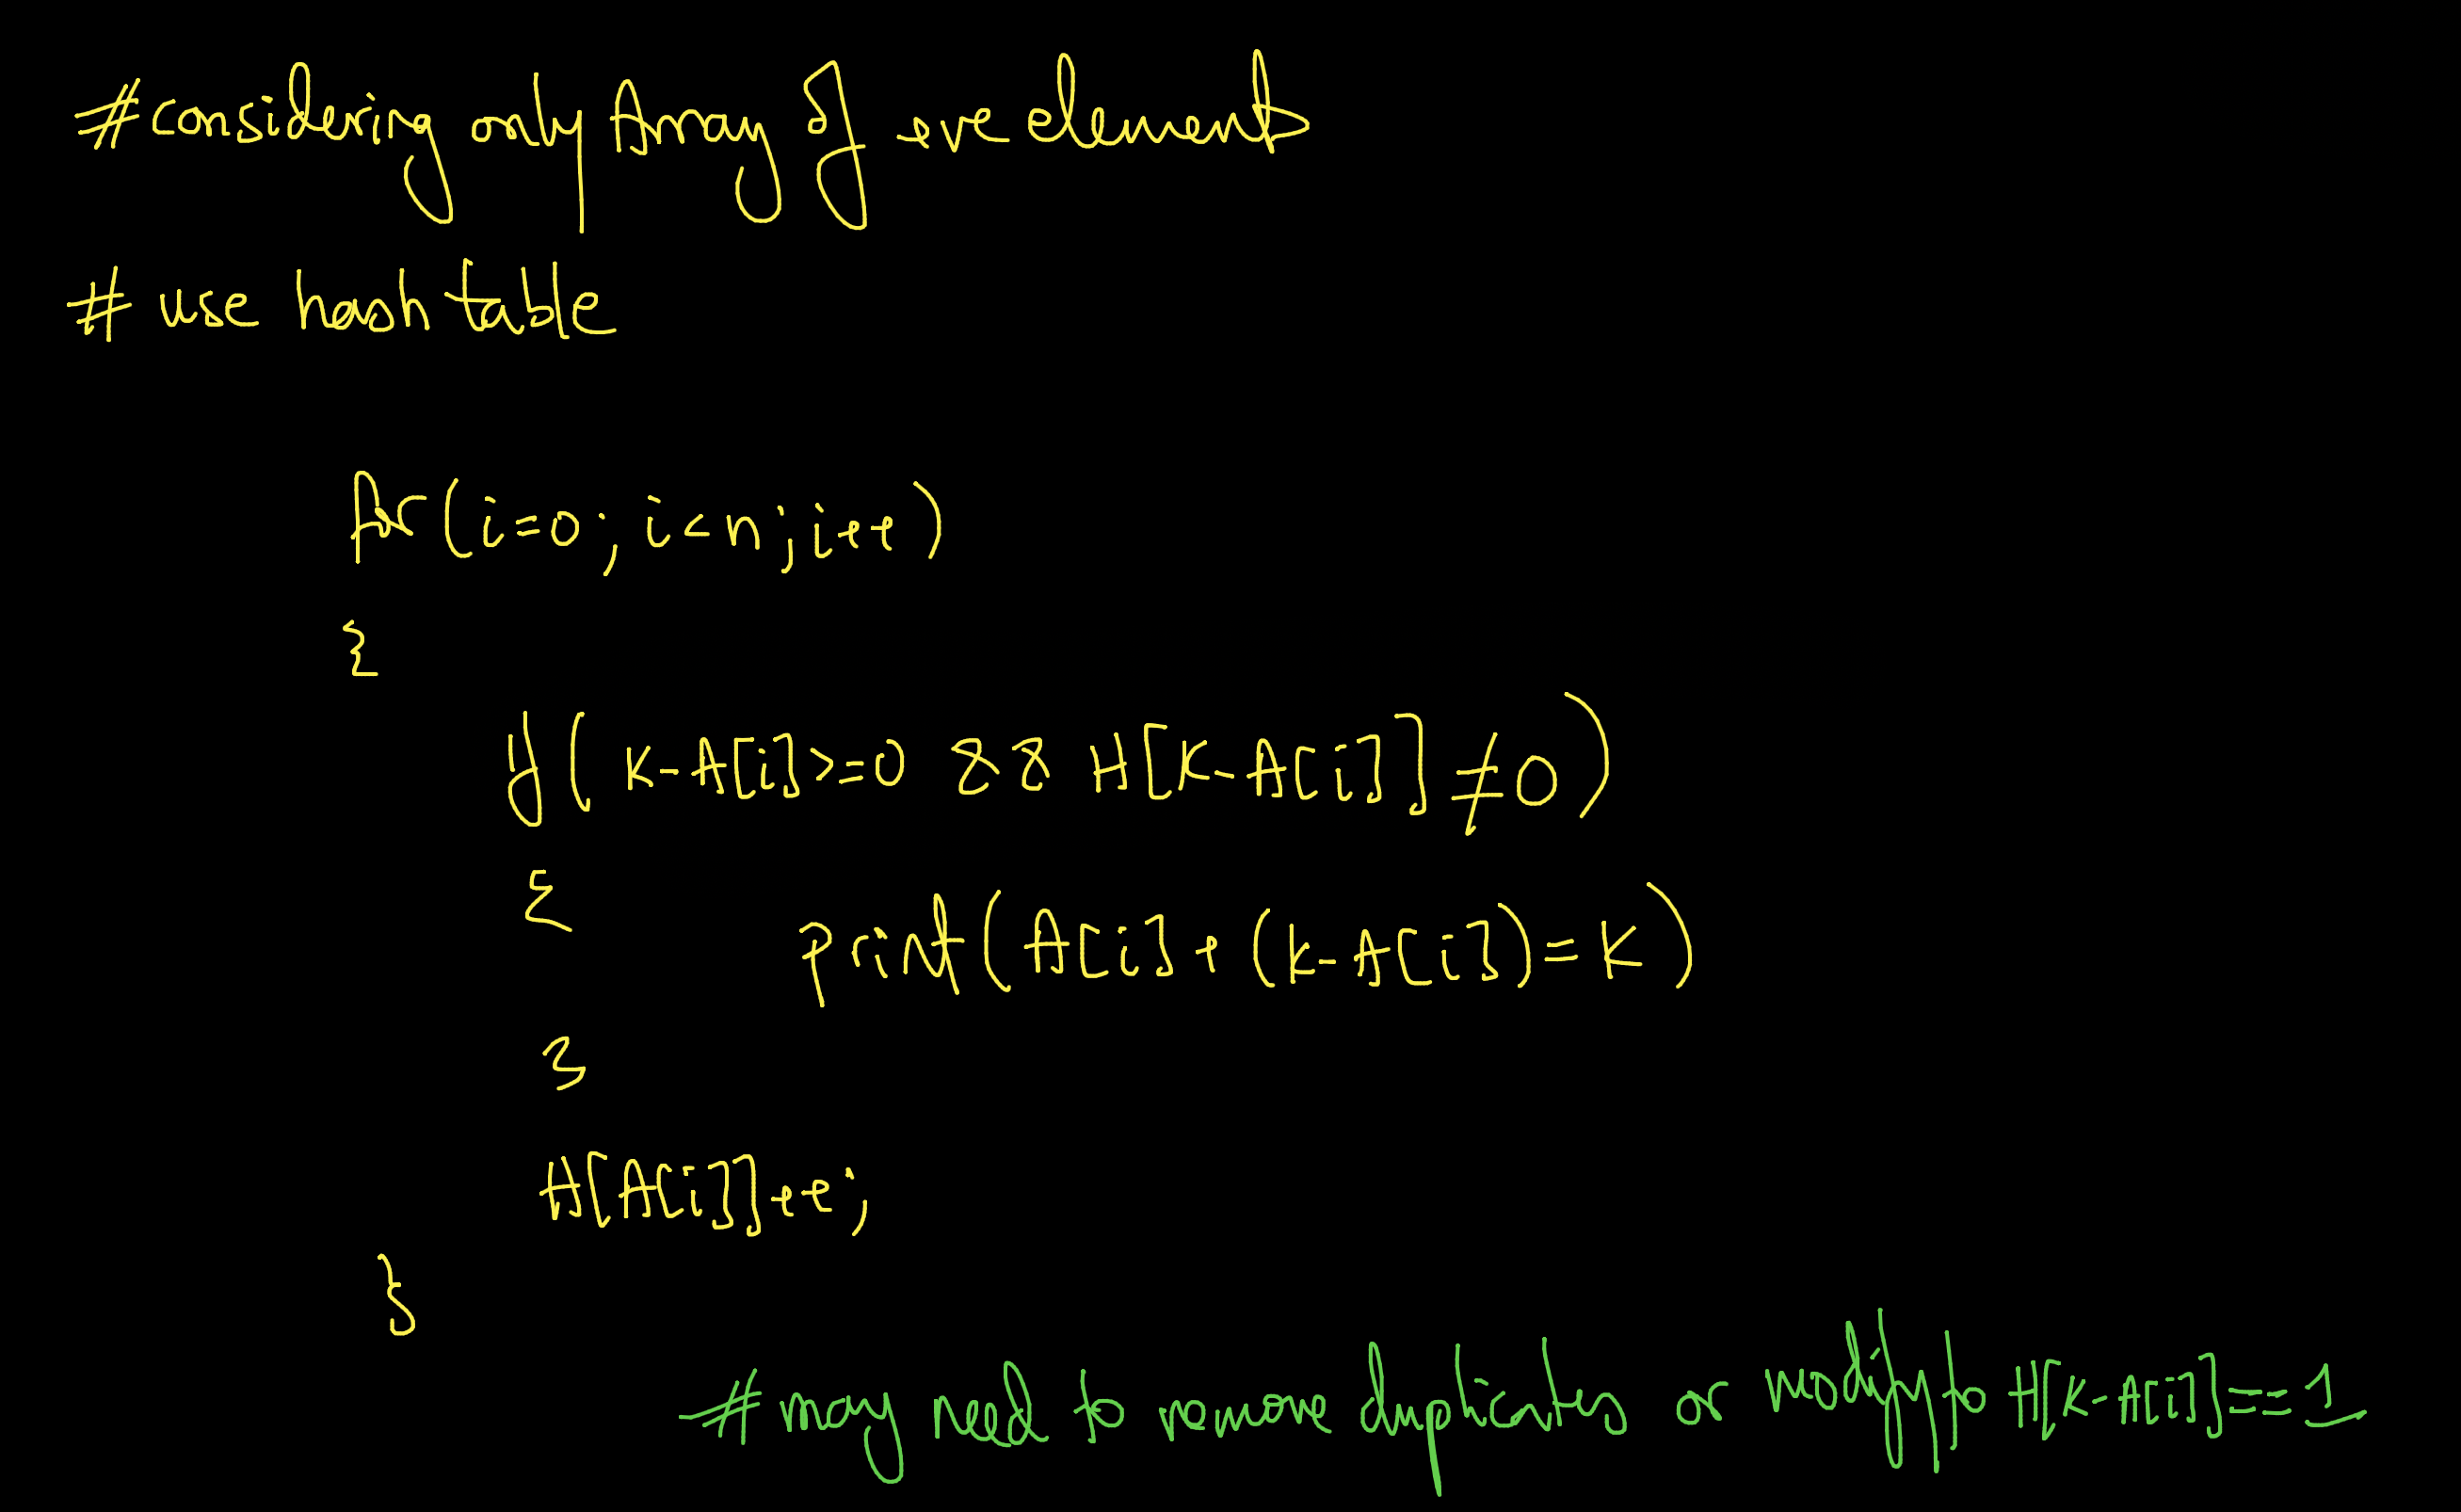 #considering only Array of +ve elements
# use hash table
for(i=0; i<n; i++)
{
if( K-A[i]>=0 && H[K-A[i]] ≠0)
{
print(A[i]+(k-A[i])=K)
}
H[A[i]]++;
}
#may need to remove duplicates or modify to H[K-A[i]]==1